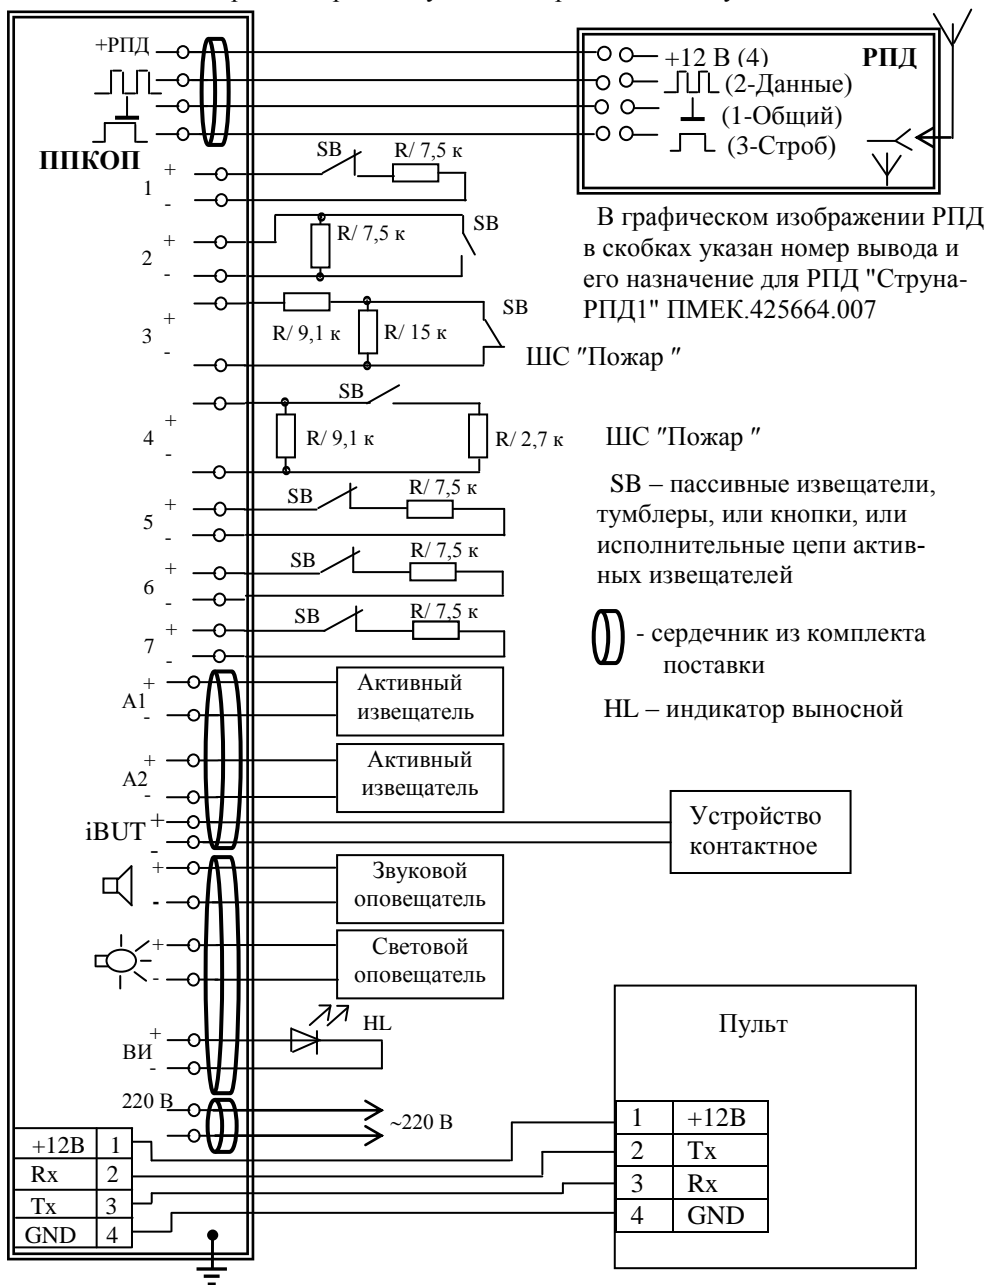 +РПД
ППКОП
РПД
+12 В (4)
(2-Данные)
(1-Общий)
(3-Строб)
1
+
-
SB
R/ 7,5 к
2
+
-
R/ 7,5 к
SB
3
+
-
R/ 9,1 к
R/ 15 к
SB
ШС "Пожар "
4
+
-
SB
R/ 9,1 к
R/ 2,7 к
ШС "Пожар "
5
+
-
SB
R/ 7,5 к
6
+
-
SB
R/ 7,5 к
7
+
-
SB
R/ 7,5 к
В графическом изображении РПД
в скобках указан номер вывода и
его назначение для РПД "Струна-
РПД1" ПМЕК.425664.007
SB – пассивные извещатели,
тумблеры, или кнопки, или
исполнительные цепи актив-
ных извещателей
- сердечник из комплекта
поставки
HL – индикатор выносной
А1
+
-
Активный
извещатель
А2
+
-
Активный
извещатель
iBUT
+
-
Устройство
контактное
+
-
Звуковой
оповещатель
+
-
Световой
оповещатель
ВИ
+
-
HL
220 В
~220 В
+12В 1
Rx 2
Tx 3
GND 4
Пульт
1 +12В
2 Tx
3 Rx
4 GND